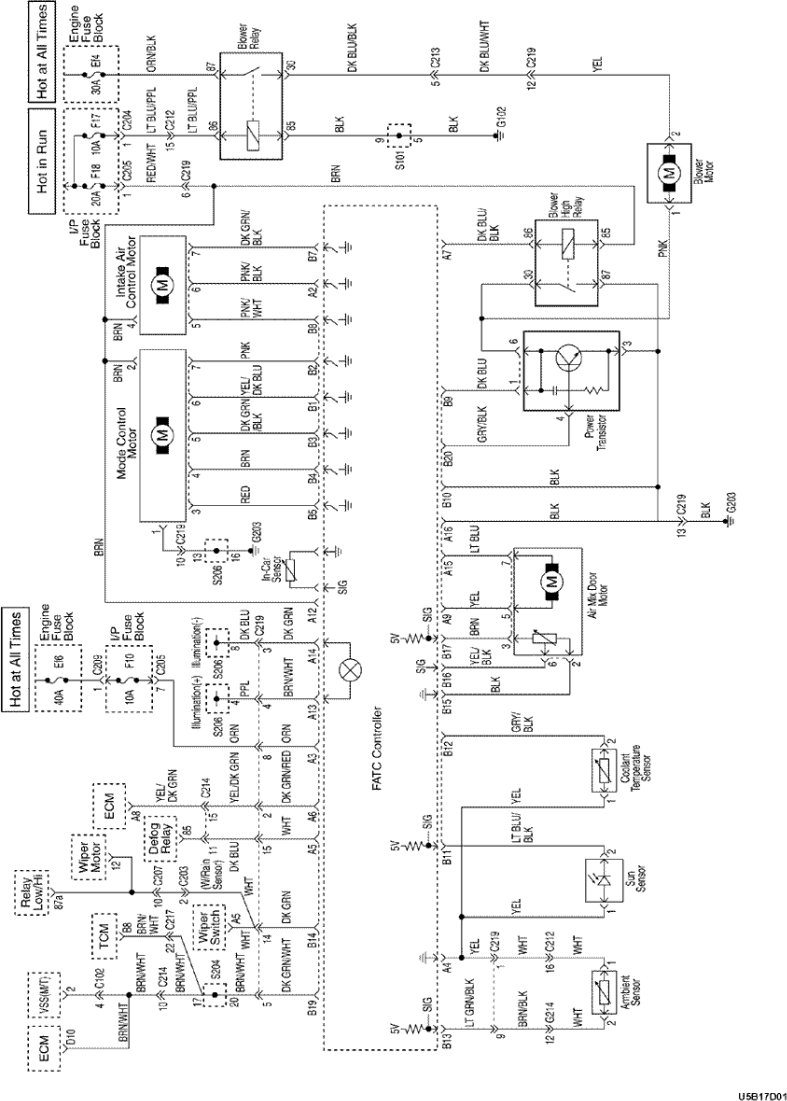 Hot at All Times
Engine Fuse Block
Ef4
30A
Hot in Run
F17
10A
F18
20A
I/P Fuse Block
ORN/BLK
87
Blower Relay
30
DK BLU/BLK
5
C213
DK BLU/WHT
12
C219
YEL
1
C204
LT BLU/PPL
15
C212
LT BLU/PPL
86
85
BLK
9
S101
5
BLK
G102
1
C205
RED/WHT
6
C219
BRN
2
M
Blower Motor
1
PNK
Intake Air Control Motor
M
BRN
4
7
DK GRN/BLK
B7
6
PNK/BLK
A2
5
PNK/WHT
B8
Mode Control Motor
M
BRN
2
7
PNK
B2
6
YEL/DK BLU
B1
5
DK GRN/BLK
B3
4
BRN
B4
3
RED
B5
1
10
C219
13
S206
16
G203
In-Car Sensor
SIG
BRN
A12
Hot at All Times
Engine Fuse Block
Ef6
40A
1
C209
I/P Fuse Block
F10
10A
7
C205
ORN
ORN
8
A3
Illumination(-)
S206
8
DK BLU
3
C219
DK GRN
A14
Illumination(+)
S206
4
PPL
4
BRN/WHT
A13
ECM
A8
YEL/DK GRN
C214
15
YEL/DK GRN
2
DK GRN/RED
A6
Defog Relay
85
11
DK BLU
15
WHT
A5
Wiper Motor
12
Relay Low/Hi
87a
10
C207
2
C203
(W/Rain Sensor)
WHT
Wiper Switch
A5
WHT
14
DK GRN
B14
TCM
B8
BRN/WHT
22
C217
BRN/WHT
VSS(M/T)
2
4
C102
ECM
D10
BRN/WHT
BRN/WHT
10
C214
BRN/WHT
17
S204
20
BRN/WHT
5
DK GRN/WHT
B19
FATC Controller
A7
DK BLU/BLK
86
Blower High Relay
85
30
87
B9
DK BLU
1
6
3
4
Power Transistor
B20
GRY/BLK
B10
BLK
A16
BLK
13
C219
BLK
G203
A15
LT BLU
7
M
Air Mix Door Motor
A9
YEL
5
5V
SIG
B17
BRN
3
SIG
B16
YEL/BLK
6
B15
BLK
2
B12
GRY/BLK
2
Coolant Temperature Sensor
1
YEL
5V
SIG
B11
LT BLU/BLK
2
Sun Sensor
1
YEL
A4
YEL
C219
1
WHT
C212
16
WHT
1
Ambient Sensor
2
5V
SIG
B13
LT GRN/BLK
9
BRN/BLK
G214
12
WHT
U5B17D01